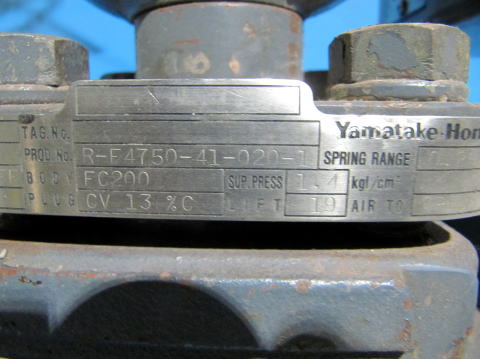 TAG.NO. Yamatake-Hon
PROD.NO. R-F4750-41-020-1 SPRING RANGE
BODY FC200 SUP.PRESS 1.4 kgf/cm²
PLUG CV 13 %C LIFT 19 AIR TO